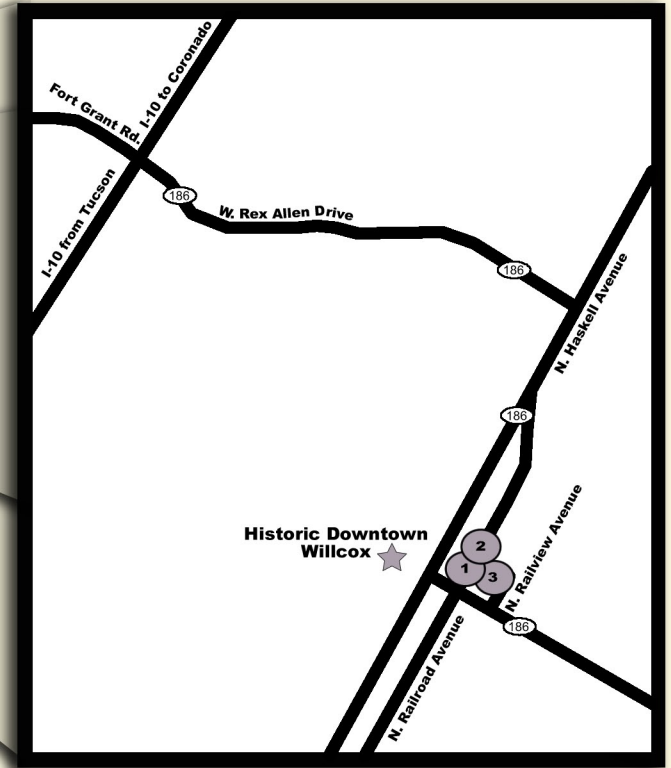 I-10 to Coronado
Fort Grant Rd.
I-10 from Tucson
186
W. Rex Allen Drive
186
N. Haskell Avenue
186
Historic Downtown
Willcox
2
1
3
N. Railview Avenue
186
N. Railroad Avenue